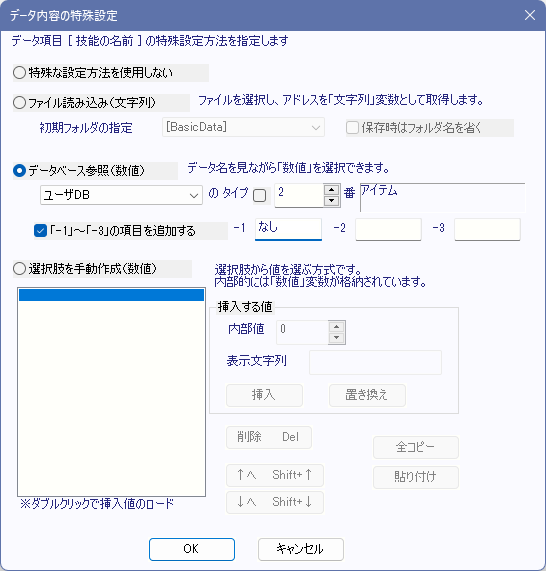 データ内容の特殊設定
データ項目 [ 技能の名前 ] の特殊設定方法を指定します
特殊な設定方法を使用しない
ファイル読み込み(文字列) ファイルを選択し、アドレスを「文字列」変数として取得します。
初期フォルダの指定 [BasicData] 保存時はフォルダ名を省く
データベース参照(数値) データ名を見ながら「数値」を選択できます。
ユーザDB の タイプ 2 番 アイテム
「-1」～「-3」の項目を追加する -1 なし -2 -3
選択肢を手動作成(数値) 選択肢から値を選ぶ方式です。
内部的には「数値」変数が格納されています。
挿入する値
内部値 0
表示文字列
挿入 置き換え
削除 Del
全コピー
↑へ Shift+↑
貼り付け
↓へ Shift+↓
※ダブルクリックで挿入値のロード
OK キャンセル